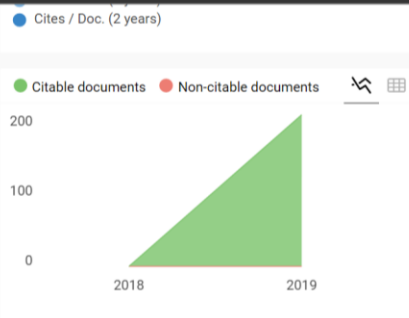 Cites / Doc. (2 years)
Citable documents Non-citable documents
200
100
0
2018 2019